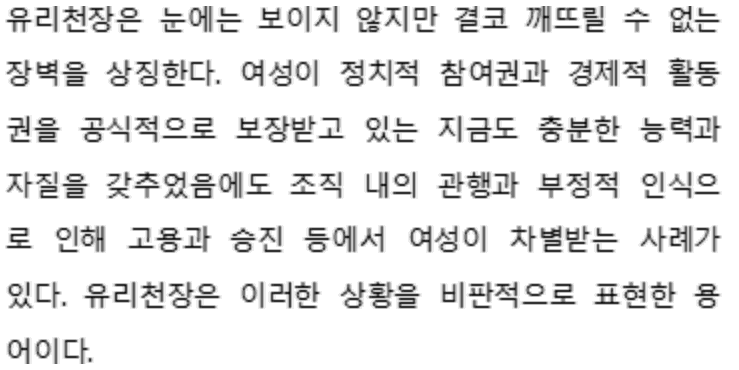 유리천장은 눈에는 보이지 않지만 결코 깨뜨릴 수 없는
장벽을 상징한다. 여성이 정치적 참여권과 경제적 활동
권을 공식적으로 보장받고 있는 지금도 충분한 능력과
자질을 갖추었음에도 조직 내의 관행과 부정적 인식으
로 인해 고용과 승진 등에서 여성이 차별받는 사례가
있다. 유리천장은 이러한 상황을 비판적으로 표현한 용
어이다.